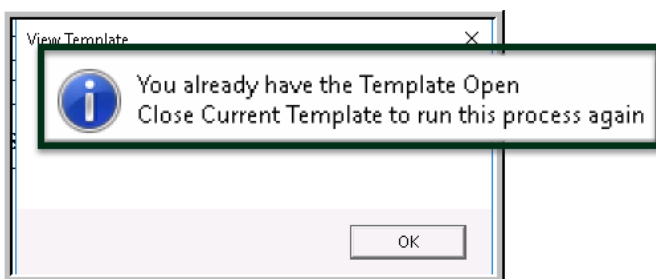 View Template
You already have the Template Open
Close Current Template to run this process again
OK